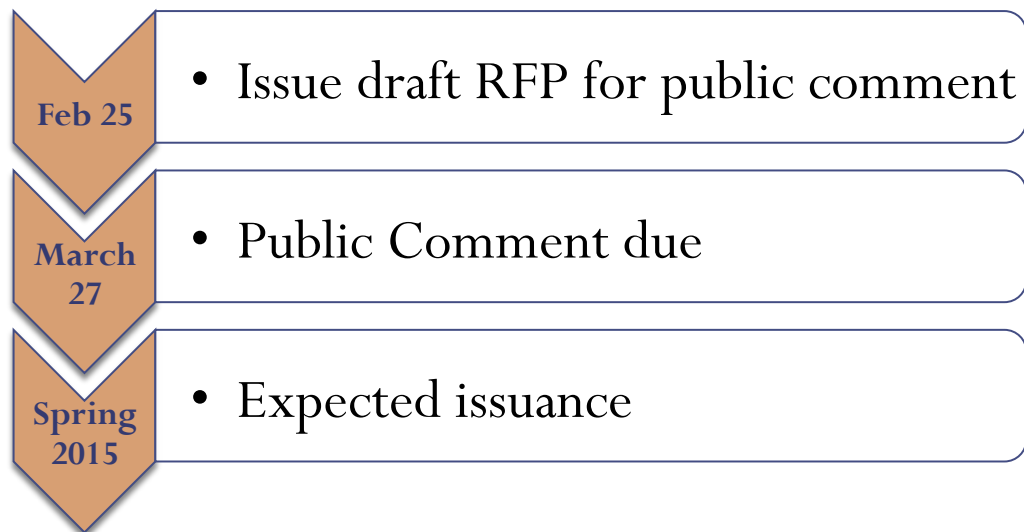 Feb 25
• Issue draft RFP for public comment
March
27
• Public Comment due
Spring
2015
• Expected issuance